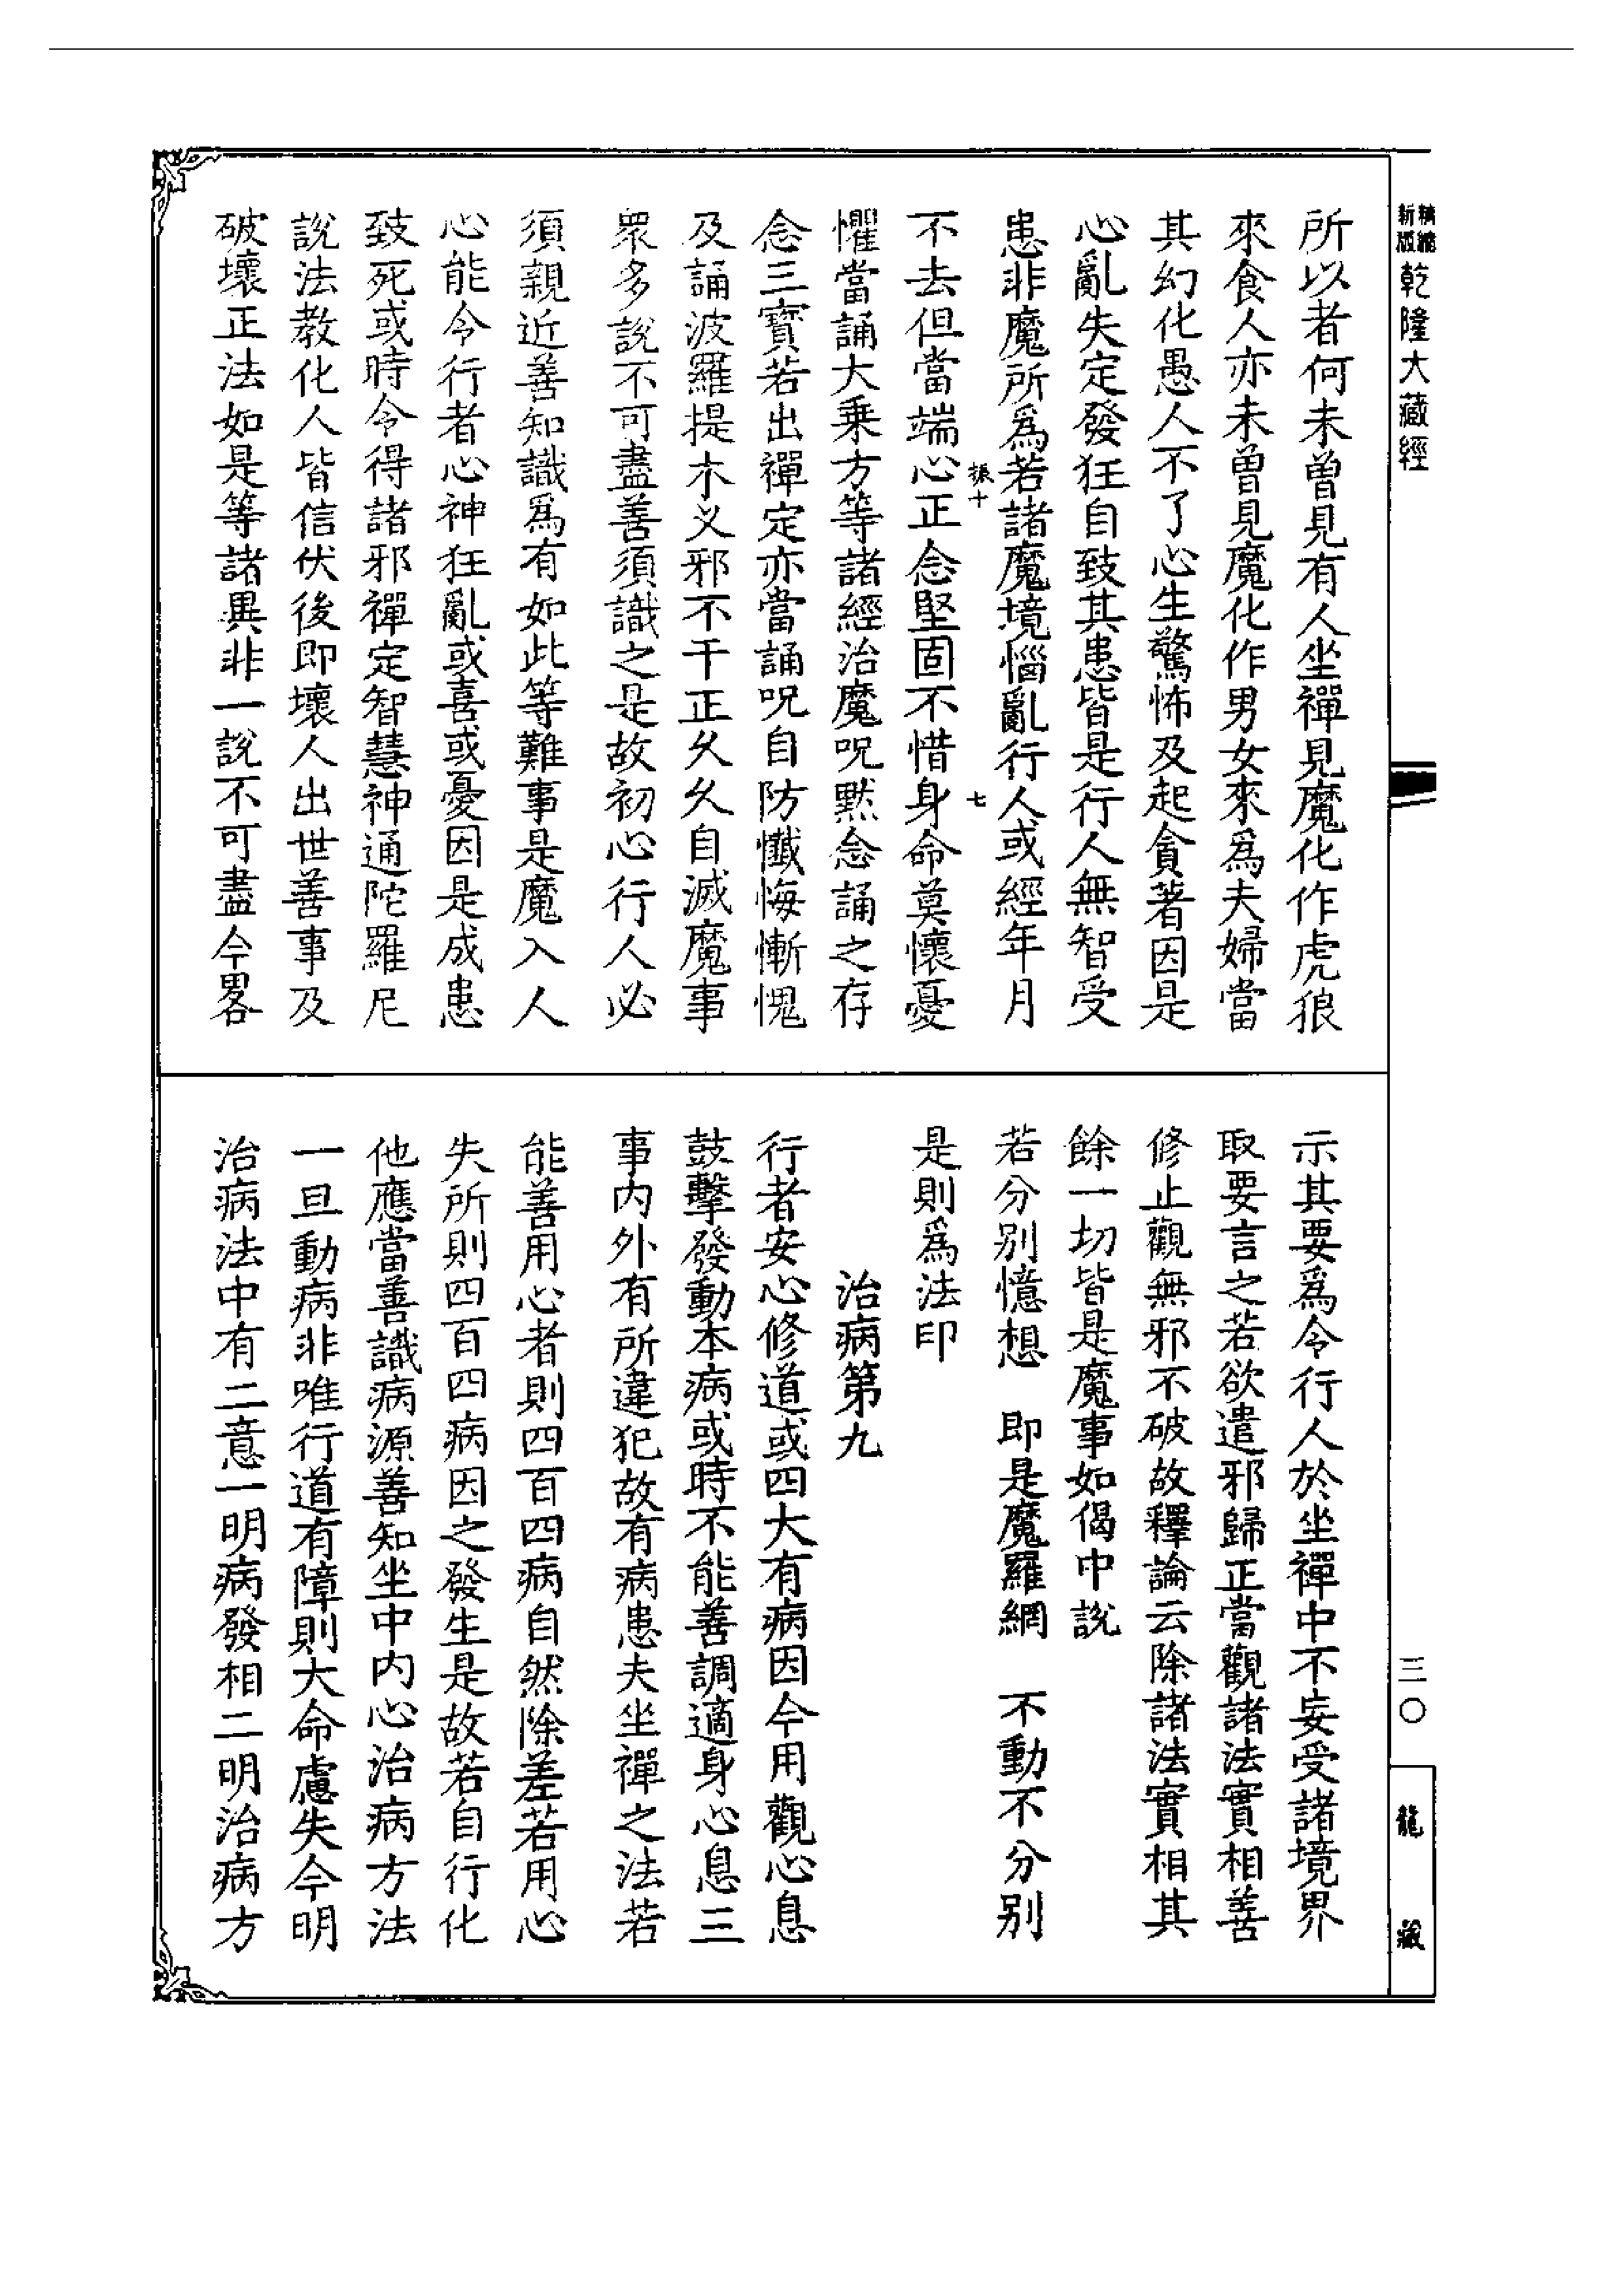 精縮新版
乾隆大藏經
所以者何未曾見有人坐禪見魔化作虎狼
來食人亦未曾見魔化作男女來爲夫婦當
其幻化愚人不了心生驚怖及起貪著因是
心亂失定發狂自致其患皆是行人無智受
患非魔所爲若諸魔境惱亂行人或經年月
振十 七
不去但當端心正念堅固不惜身命莫懷憂
懼當誦大乘方等諸經治魔呪默念誦之存
念三寶若出禪定亦當誦呪自防懺悔慚愧
及誦波羅提木义邪不干正久久自滅魔事
衆多說不可盡善須識之是故初心行人必
須親近善知識爲有如此等難事是魔入人
心能令行者心神狂亂或喜或憂因是成患
致死或時令得諸邪禪定智慧神通陀羅尼
說法教化人皆信伏後即壞人出世善事及
破壞正法如是等諸異非一說不可盡今畧
示其要爲令行人於坐禪中不妄受諸境界
取要言之若欲遣邪歸正當觀諸法實相善
修止觀無邪不破故釋論云除諸法實相其
餘一切皆是魔事如偈中說
若分別憶想　即是魔羅網　不動不分別
是則爲法印
治病第九
行者安心修道或四大有病因今用觀心息
鼓擊發動本病或時不能善調適身心息三
事内外有所違犯故有病患夫坐禪之法若
能善用心者則四百四病自然除差若用心
失所則四百四病因之發生是故若自行化
他應當善識病源善知坐中内心治病方法
一旦動病非唯行道有障則大命慮失今明
治病法中有二意一明病發相二明治病方
三〇
龍藏